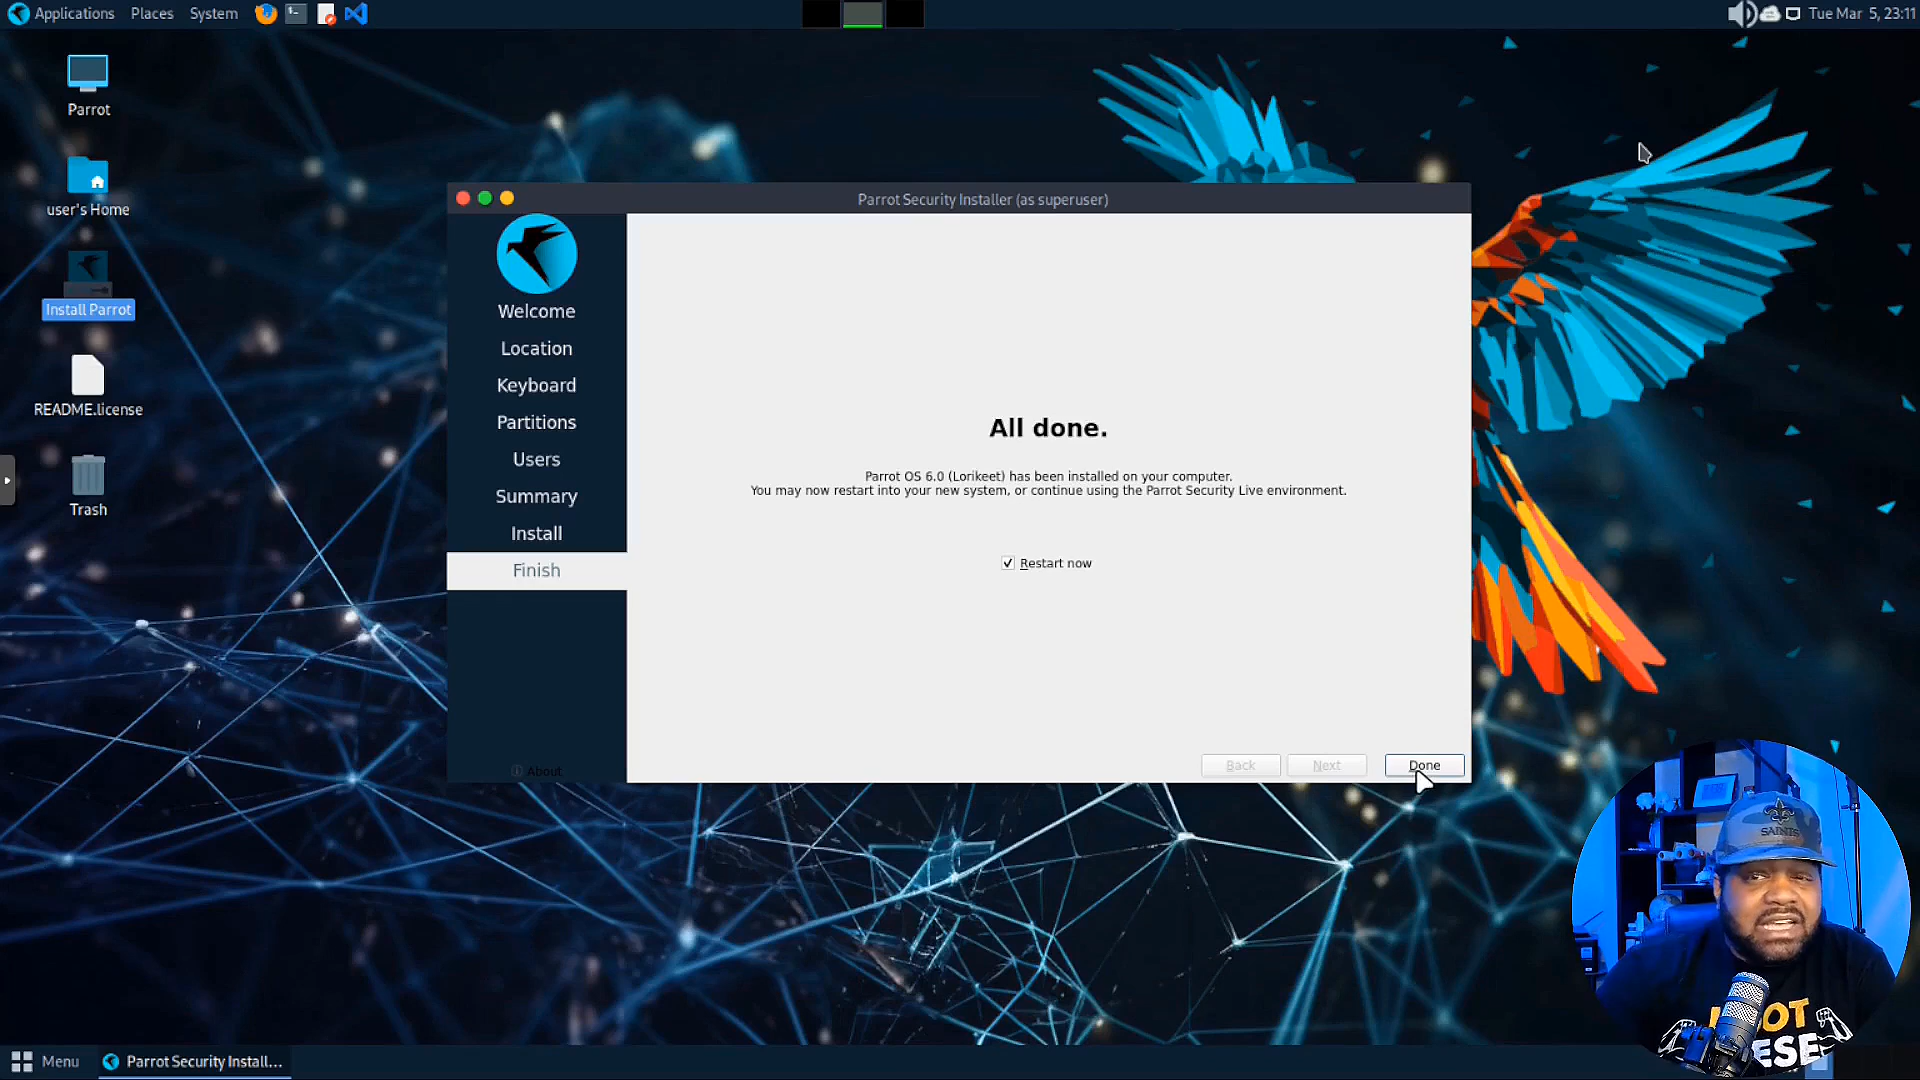 Applications Places System
Tue Mar 5, 23:11
Parrot
user's Home
Install Parrot
README.license
Trash
Parrot Security Installer (as superuser)
Welcome
Location
Keyboard
Partitions
Users
Summary
Install
Finish
About
All done.
Parrot OS 6.0 (Lorikeet) has been installed on your computer.
You may now restart into your new system, or continue using the Parrot Security Live environment.
Restart now
Back Next Done
SAINTS
Menu Parrot Security Install...